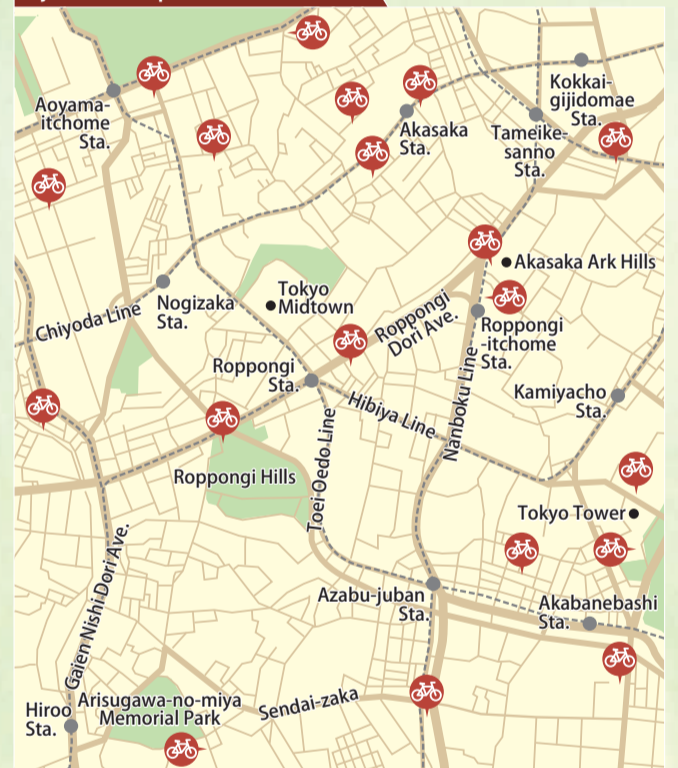 Aoyama-
itchome
Sta.
Kokkai-
gijidomae
Sta.
Akasaka
Sta.
Tameike-
sanno
Sta.
Akasaka Ark Hills
Nogizaka
Sta.
Tokyo
Midtown
Chiyoda Line
Roppongi
Dori Ave.
Roppongi
-itchome
Sta.
Roppongi
Sta.
Hibiya Line
Nanboku Line
Kamiyacho
Sta.
Roppongi Hills
Toei Oedo Line
Tokyo Tower
Gaien Nishi Dori Ave.
Azabu-juban
Sta.
Akabanebashi
Sta.
Arisugawa-no-miya
Memorial Park
Sendai-zaka
Hiroo
Sta.